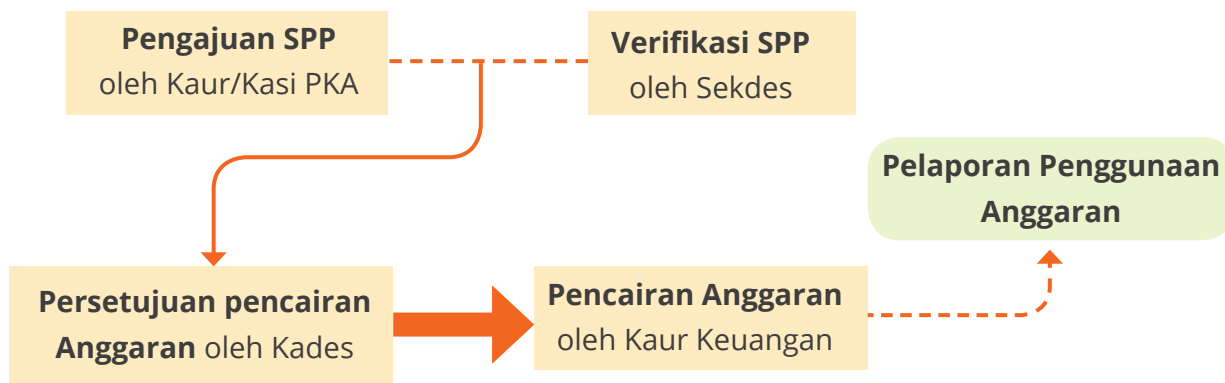 Pengajuan SPP
oleh Kaur/Kasi PKA
Verifikasi SPP
oleh Sekdes
Pelaporan Penggunaan
Anggaran
Persetujuan pencairan
Anggaran oleh Kades
Pencairan Anggaran
oleh Kaur Keuangan